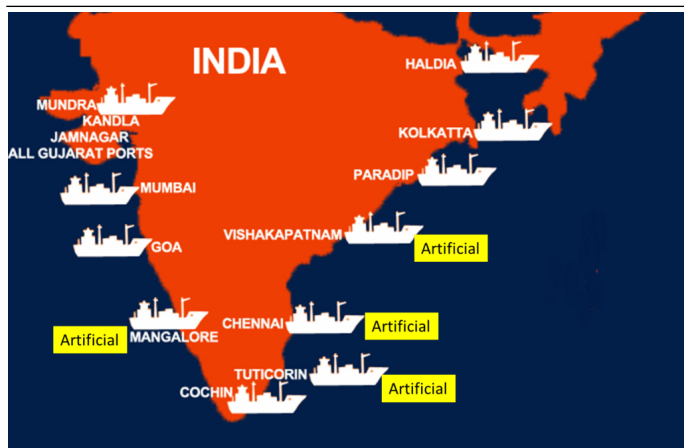 INDIA
HALDIA
MUNDRA
KANDLA
JAMNAGAR
ALL GUJARAT PORTS
KOLKATTA
PARADIP
MUMBAI
VISHAKAPATNAM
Artificial
GOA
CHENNAI
Artificial
MANGALORE
Artificial
TUTICORIN
Artificial
COCHIN